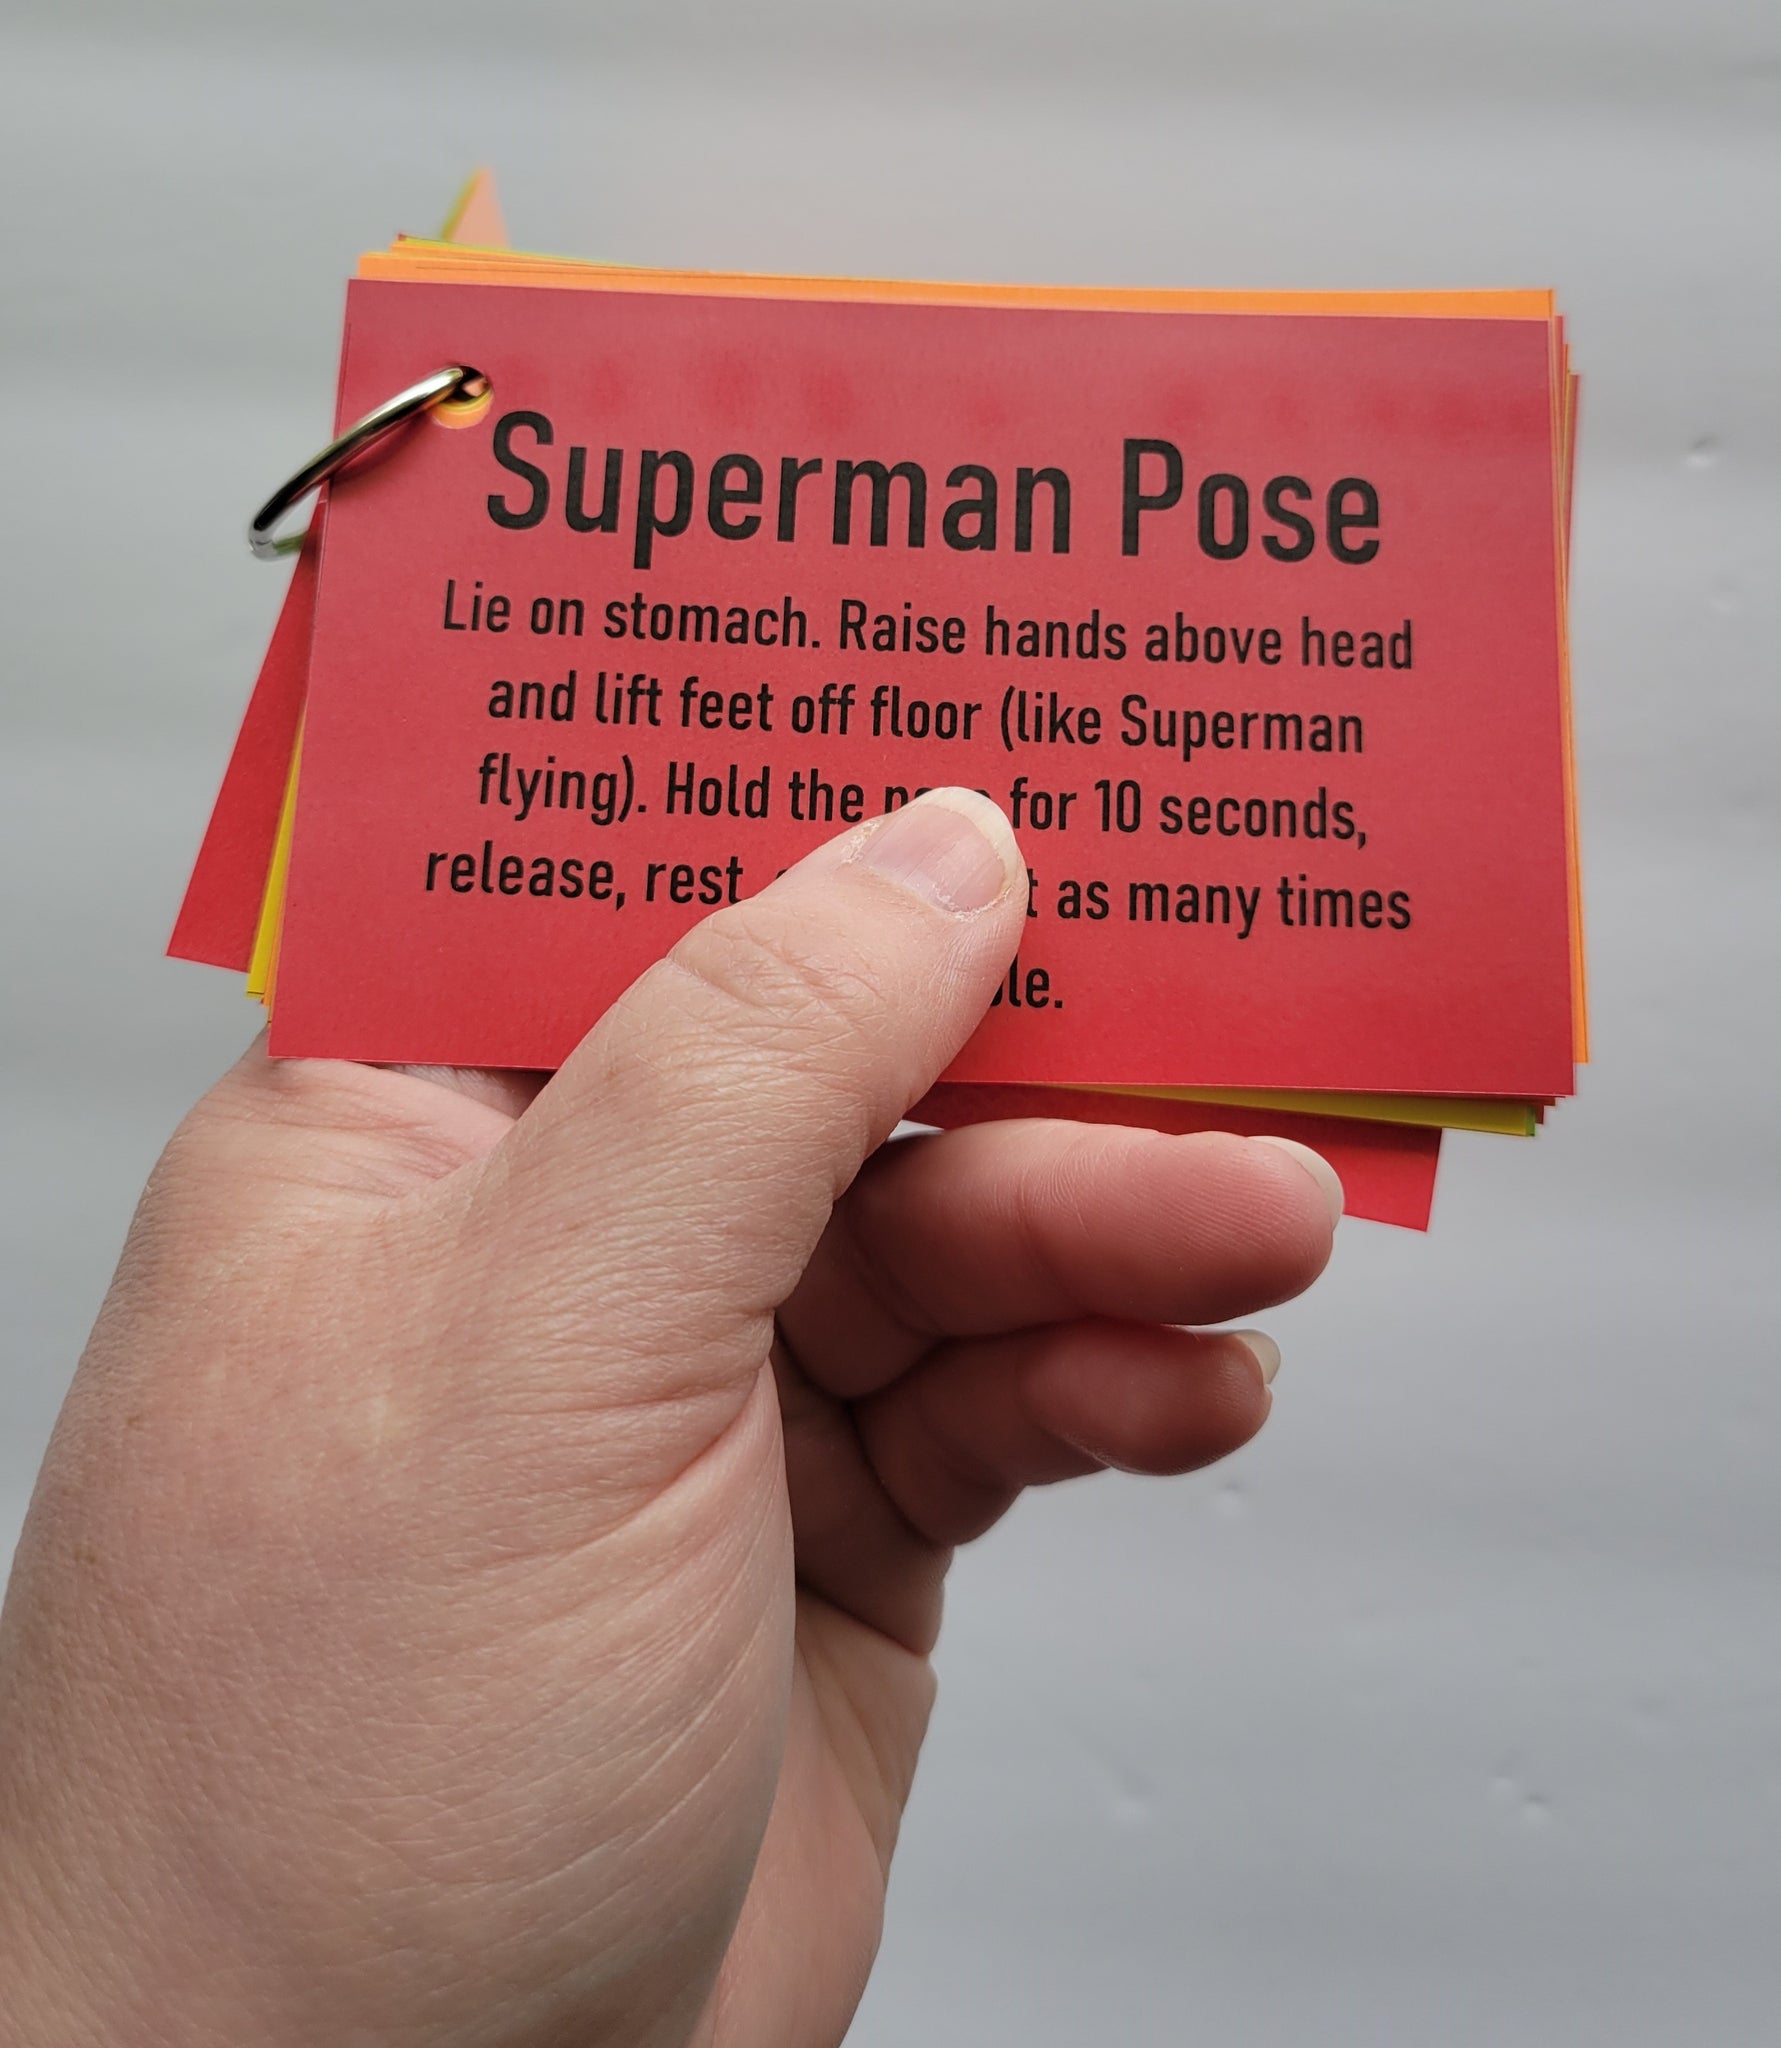 Superman Pose
Lie on stomach. Raise hands above head
and lift feet off floor (like Superman
flying). Hold the for 10 seconds,
release, rest as many times